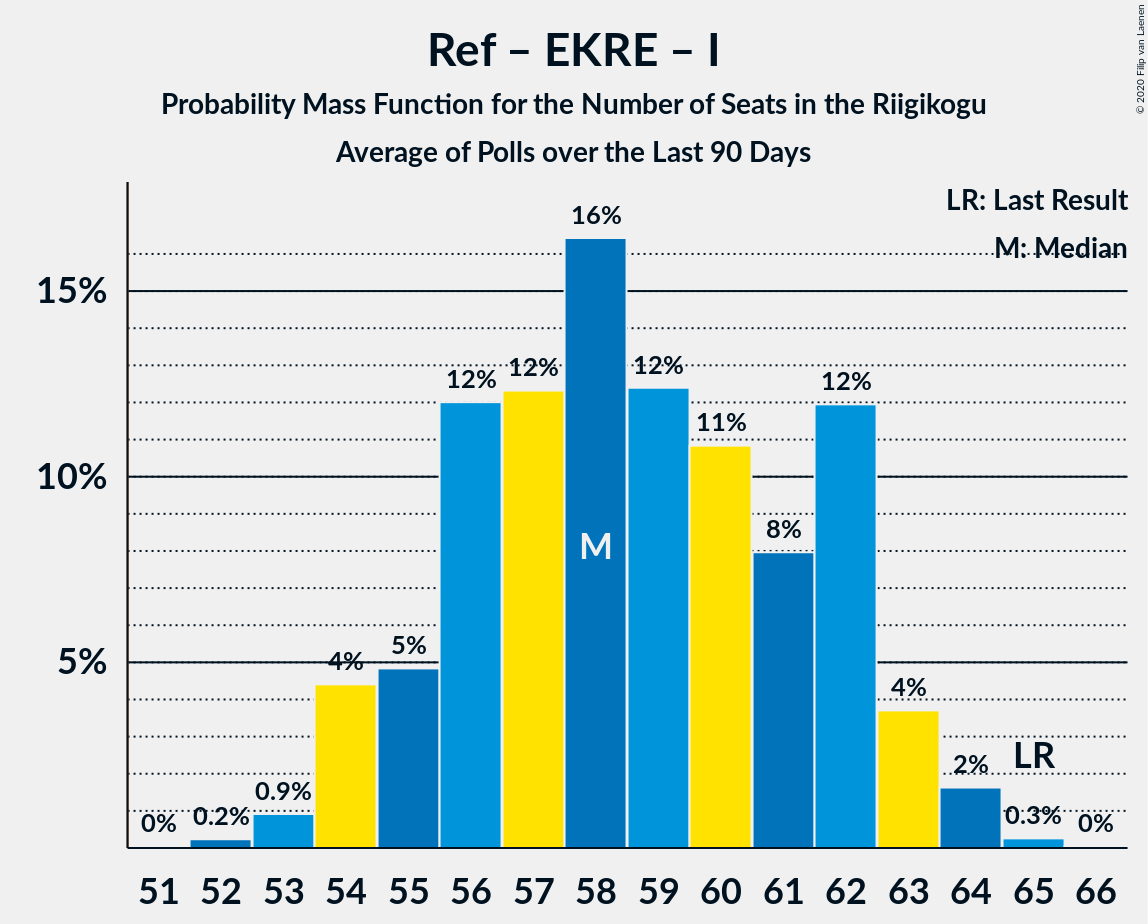 Ref – EKRE – I
Probability Mass Function for the Number of Seats in the Riigikogu
Average of Polls over the Last 90 Days
© 2020 Filip van Laenen
LR: Last Result
M: Median
15%
10%
5%
0%
0.2%
0.9%
4%
5%
12%
12%
16%
12%
11%
8%
12%
4%
2%
0.3%
0%
M
LR
51 52 53 54 55 56 57 58 59 60 61 62 63 64 65 66